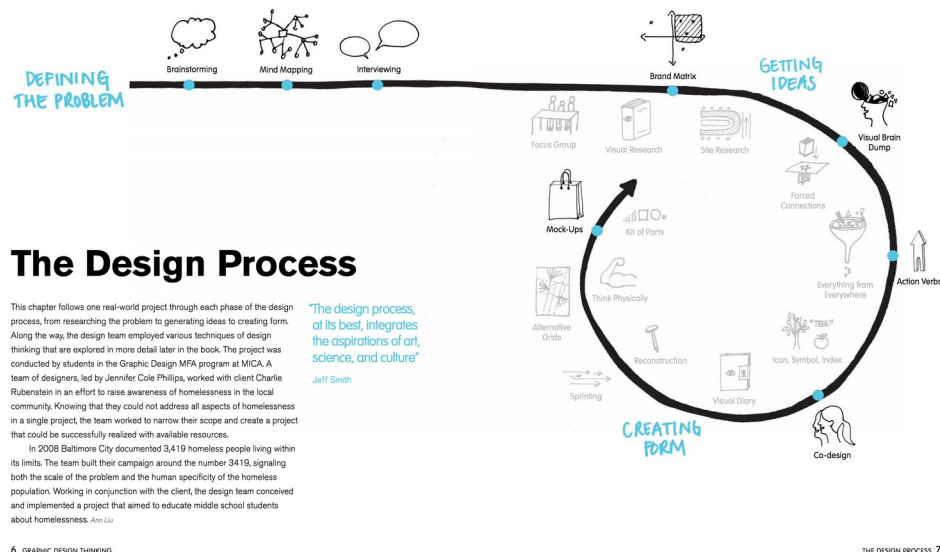 DEFINING
THE PROBLEM
Brainstorming
Mind Mapping
Interviewing
Brand Matrix
GETTING
IDEAS
Visual Brain
Dump
Focus Group
Visual Research
Site Research
Forced
Connections
Mock-Ups
Kit of Parts
Action Verbs
Everything from
Everywhere
Think Physically
Alternative
Grids
"TREE"
Icon, Symbol, Index
Reconstruction
Sprinting
Visual Diary
CREATING
FORM
Co-design
The Design Process
This chapter follows one real-world project through each phase of the design
process, from researching the problem to generating ideas to creating form.
Along the way, the design team employed various techniques of design
thinking that are explored in more detail later in the book. The project was
conducted by students in the Graphic Design MFA program at MICA. A
team of designers, led by Jennifer Cole Phillips, worked with client Charlie
Rubenstein in an effort to raise awareness of homelessness in the local
community. Knowing that they could not address all aspects of homelessness
in a single project, the team worked to narrow their scope and create a project
that could be successfully realized with available resources.
In 2008 Baltimore City documented 3,419 homeless people living within
its limits. The team built their campaign around the number 3419, signaling
both the scale of the problem and the human specificity of the homeless
population. Working in conjunction with the client, the design team conceived
and implemented a project that aimed to educate middle school students
about homelessness. Ann Liu
"The design process,
at its best, integrates
the aspirations of art,
science, and culture"
Jeff Smith
6 GRAPHIC DESIGN THINKING
THE DESIGN PROCESS 7